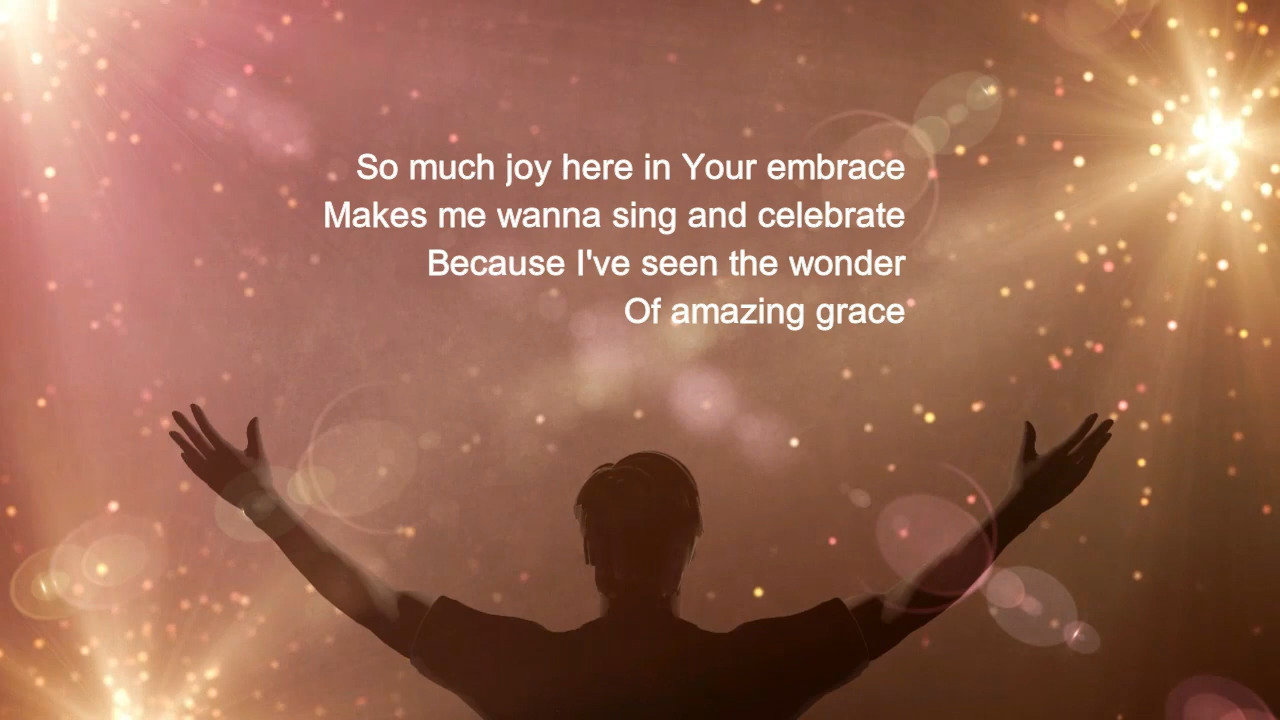 So much joy here in Your embrace
Makes me wanna sing and celebrate
Because I've seen the wonder
Of amazing grace